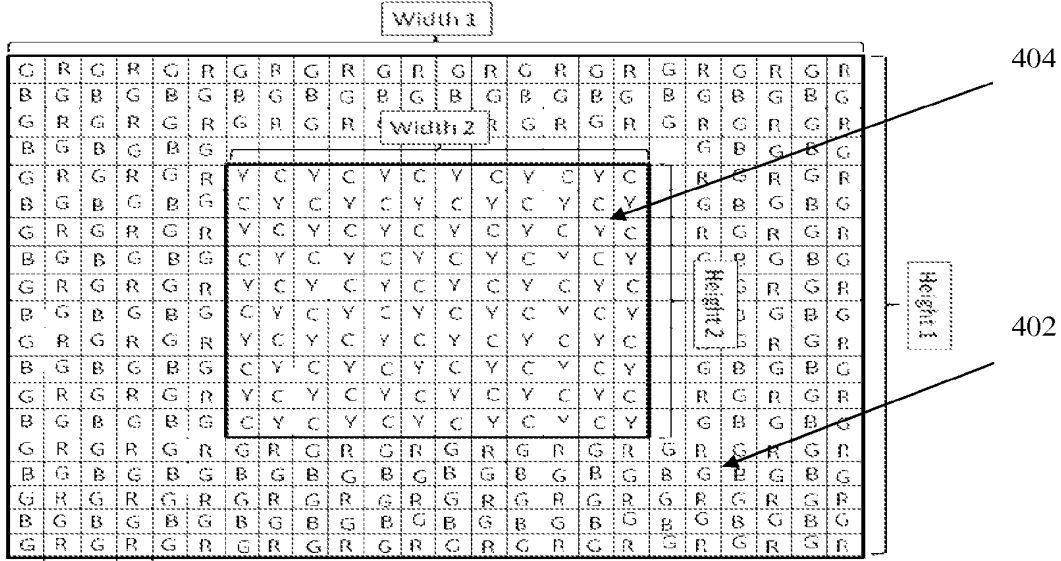 Width 1
G R G R G R G R G R G R G R G R G R G R G R G R
B G B G B G B G B G B G B G B G B G B G B G B G
G R G R G R G R G R Width 2 R G R G R G R G R G R
B G B G B G G B G B G
G R G R G R Y C Y C Y C Y C Y C Y C R G R G R
B G B G B G C Y C Y C Y C Y C Y C Y G B G B G
G R G R G R Y C Y C Y C Y C Y C Y C R G R G R
B G B G B G C Y C Y C Y C Y C Y C Y G B G B G
G R G R G R Y C Y C Y C Y C Y C Y C G R G R
B G B G B G C Y C Y C Y C Y C Y C Y B G B G
G R G R G R Y C Y C Y C Y C Y C Y C G R G R
B G B G B G C Y C Y C Y C Y C Y C Y G B G B G
G R G R G R Y C Y C Y C Y C Y C Y C R G R G R
B G B G B G C Y C Y C Y C Y C Y C Y G B G B G
G R G R G R G R G R G R G R G R G R G R G R G R
B G B G B G B G B G B G B G B G B G B G B G B G
G R G R G R G R G R G R G R G R G R G R G R G R
B G B G B G B G B G B G B G B G B G B G B G B G
G R G R G R G R G R G R G R G R G R G R G R G R
Height 2
Height 1
404
402